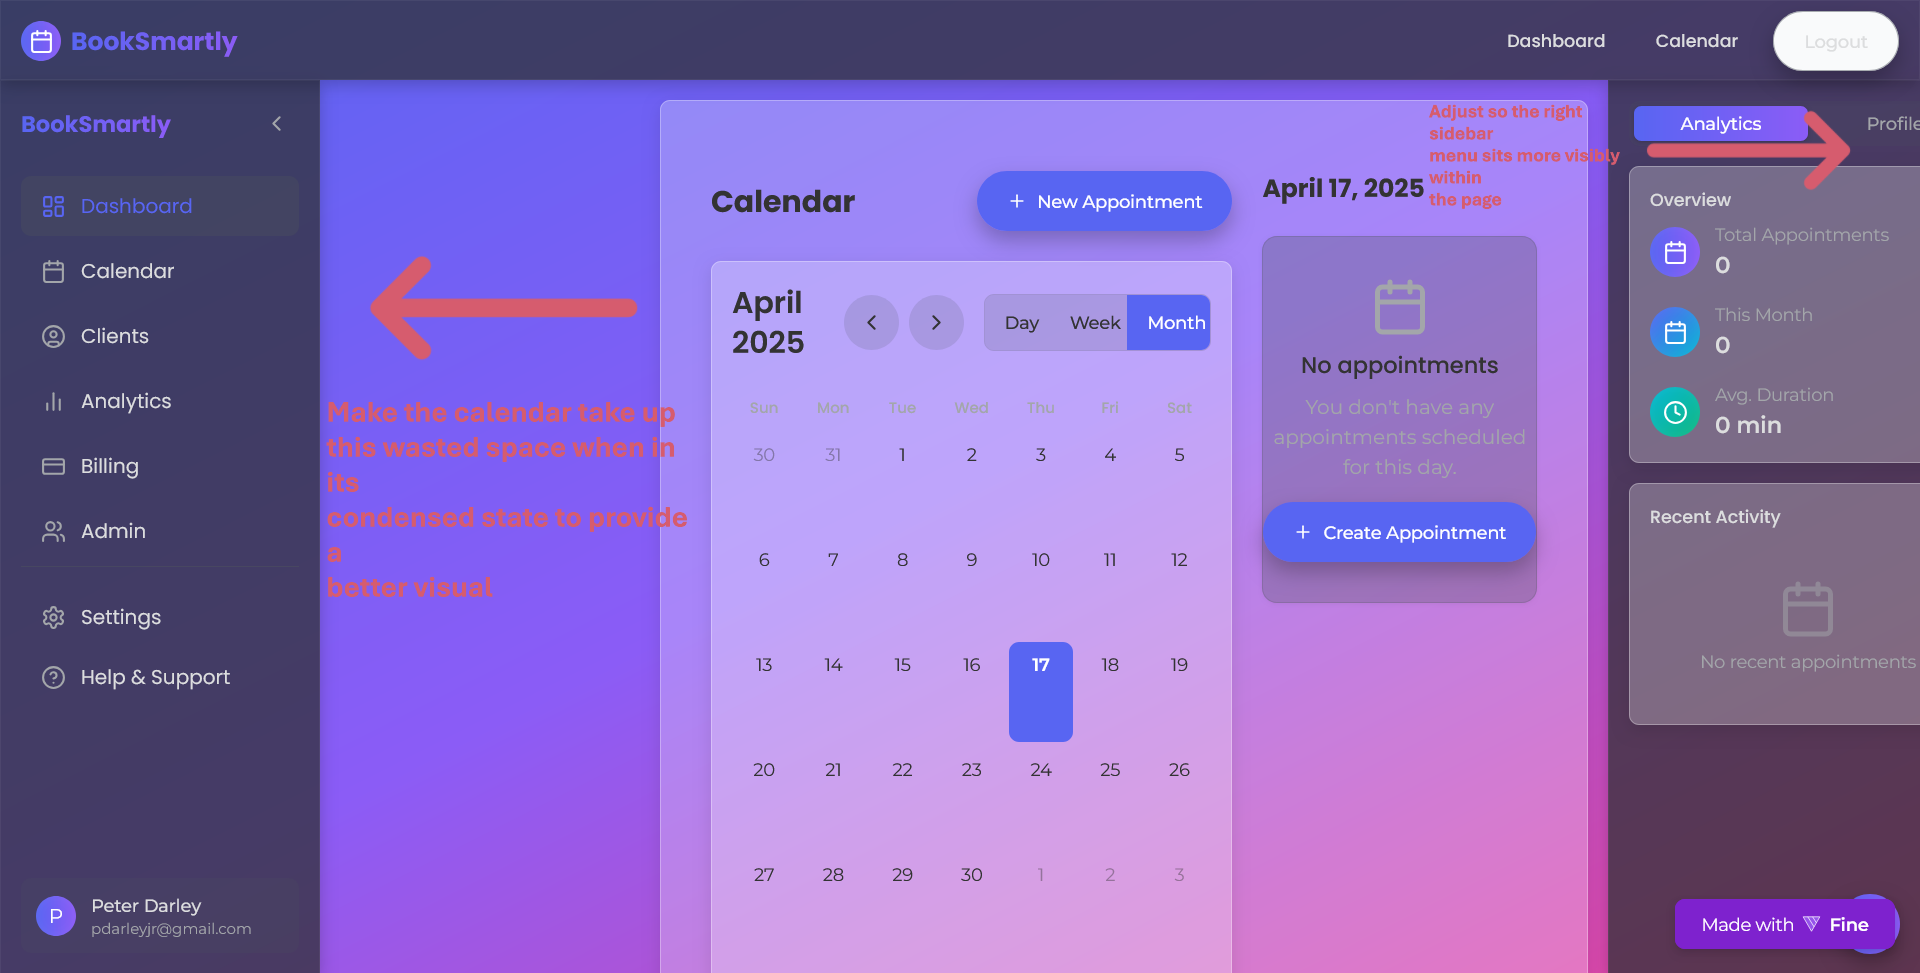 BookSmartly
Dashboard
Calendar
Logout
BookSmartly
Dashboard
Calendar
Clients
Analytics
Billing
Admin
Settings
Help & Support
P
Peter Darley
pdarleyjr@gmail.com
Make the calendar take up
this wasted space when in
its
condensed state to provide
a
better visual
Calendar
+ New Appointment
April
2025
Day Week Month
Sun Mon Tue Wed Thu Fri Sat
30 31 1 2 3 4 5
6 7 8 9 10 11 12
13 14 15 16 17 18 19
20 21 22 23 24 25 26
27 28 29 30 1 2 3
April 17, 2025
Adjust so the right
sidebar
menu sits more visibly
within
the page
No appointments
You don't have any
appointments scheduled
for this day.
+ Create Appointment
Analytics
Profile
Overview
Total Appointments
0
This Month
0
Avg. Duration
0 min
Recent Activity
No recent appointments
Made with Fine